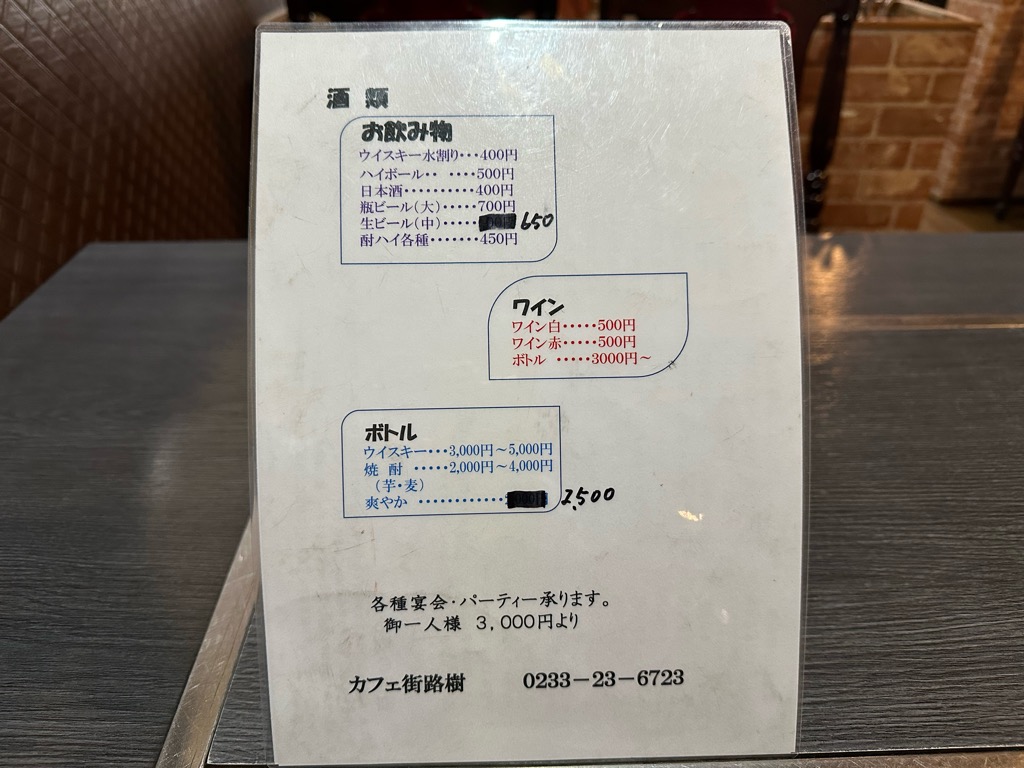 酒 類
お飲み物
ウイスキー水割り・・・400円
ハイボール・・ ・・・・500円
日本酒・・・・・・・・・・400円
瓶ビール(大)・・・・・700円
生ビール(中)・・・・・ 650
酎ハイ各種・・・・・・・450円
ワイン
ワイン白・・・・・500円
ワイン赤・・・・・500円
ボトル ・・・・・3000円～
ボトル
ウイスキー・・・3,000円～5,000円
焼 酎 ・・・・・2,000円～4,000円
(芋・麦)
爽やか ・・・・・・・・・・・・ 2,500
各種宴会・パーティー承ります。
御一人様 3,000円より
カフェ街路樹 0233－23－6723